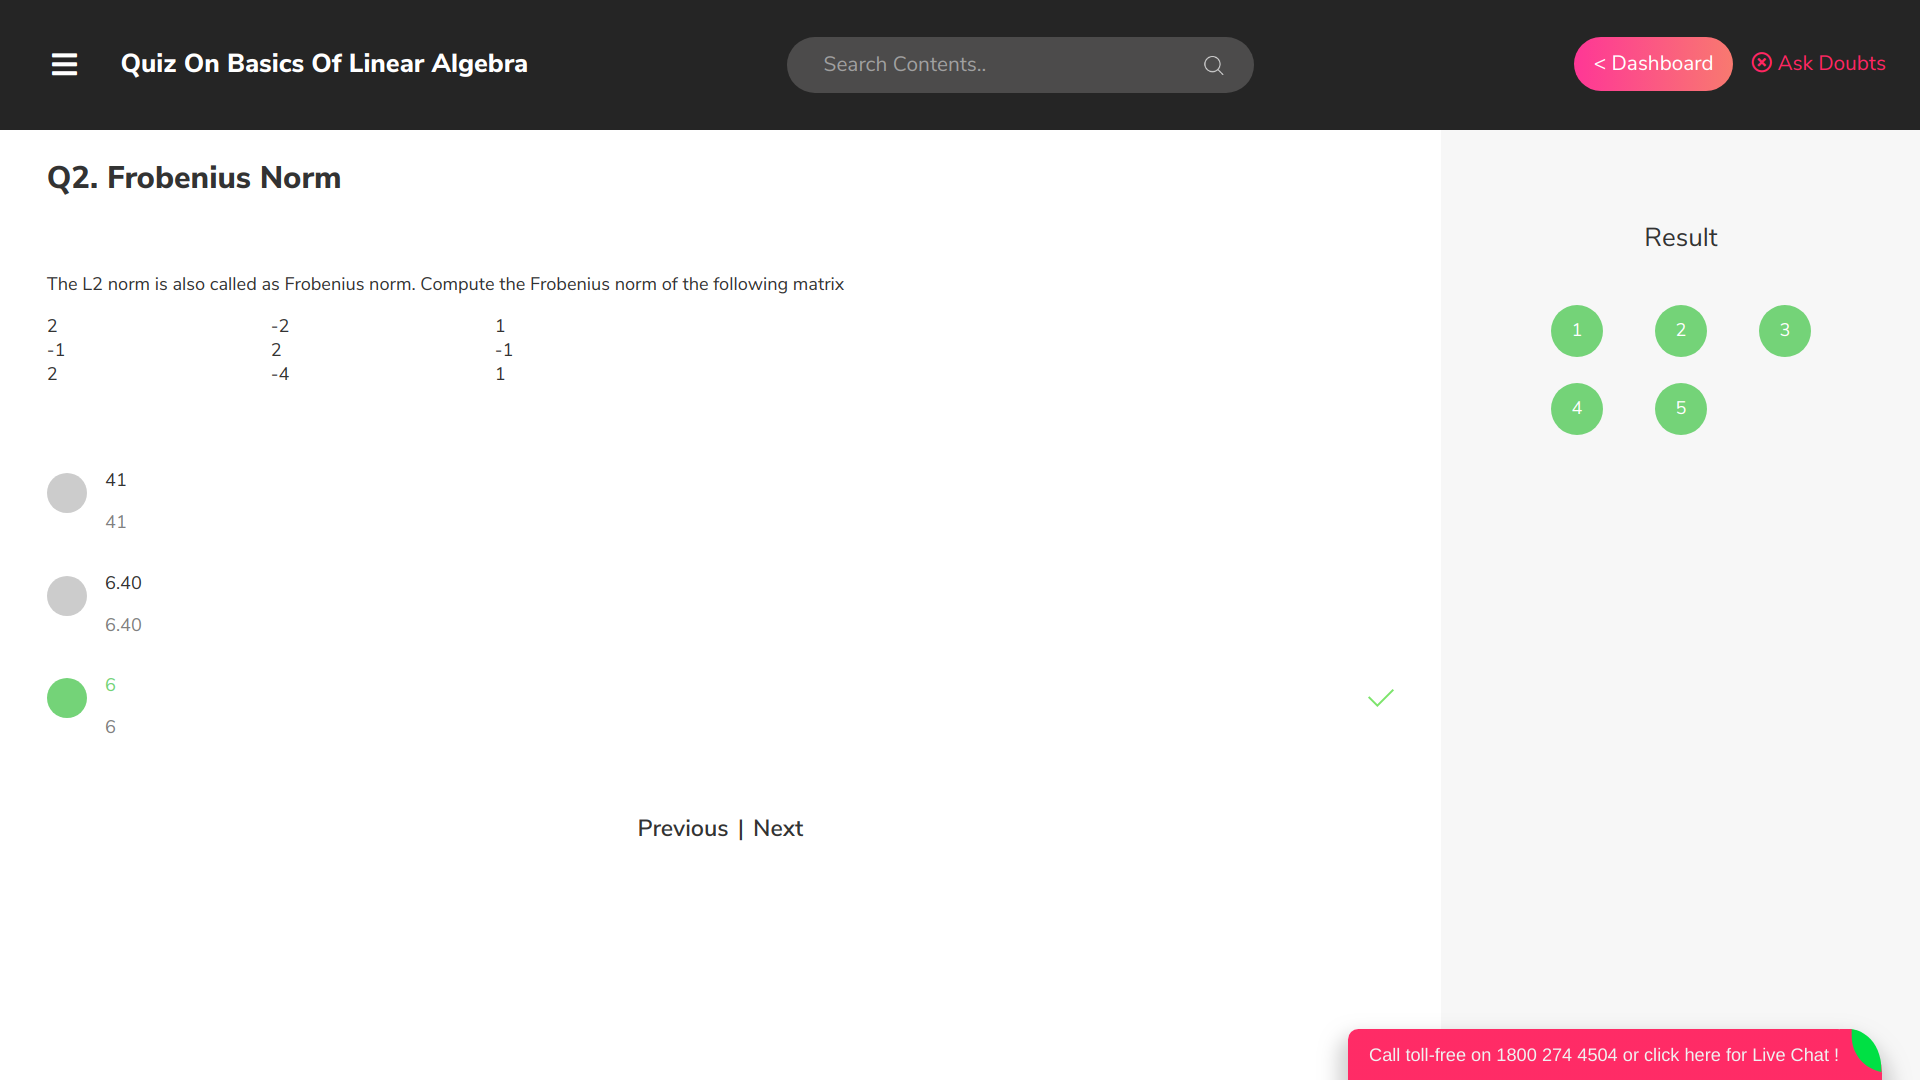 Quiz On Basics Of Linear Algebra
Search Contents..
< Dashboard
Ask Doubts
Q2. Frobenius Norm
The L2 norm is also called as Frobenius norm. Compute the Frobenius norm of the following matrix
2 -2 1
-1 2 -1
2 -4 1
41
41
6.40
6.40
6
6
Previous | Next
Result
1 2 3
4 5
Call toll-free on 1800 274 4504 or click here for Live Chat !